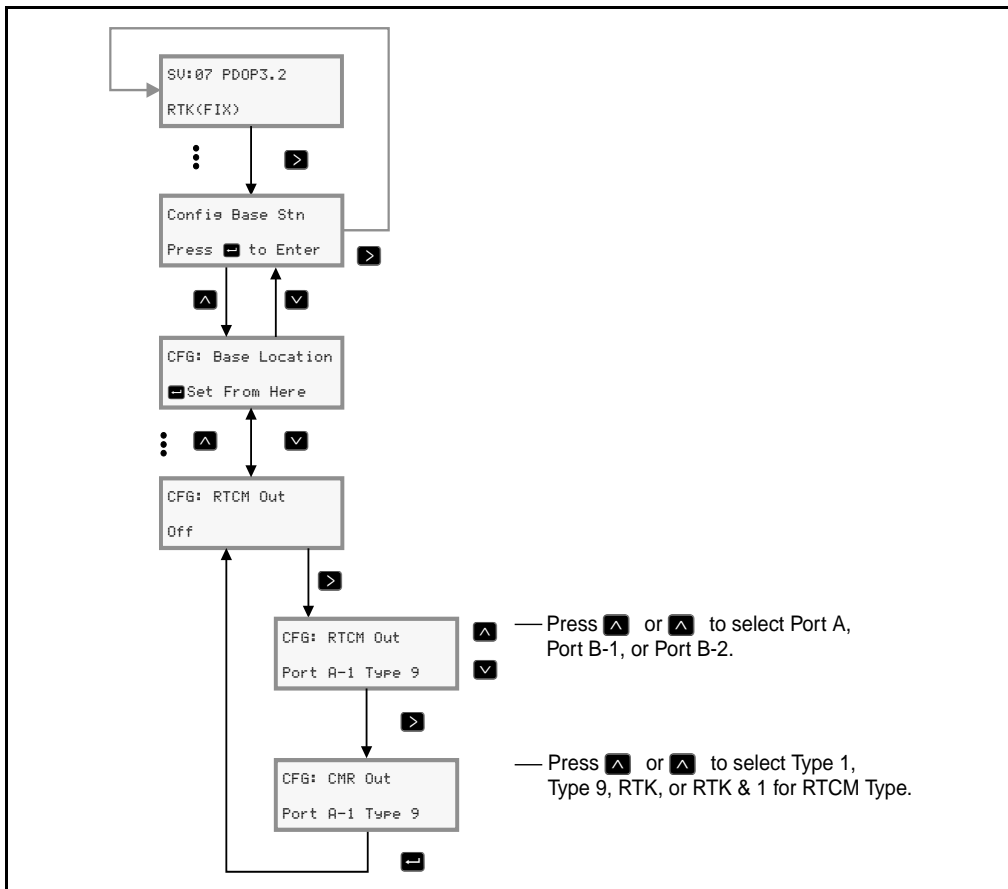 SV:07 PDOP3.2
RTK(FIX)
Config Base Stn
Press to Enter
CFG: Base Location
Set From Here
CFG: RTCM Out
Off
CFG: RTCM Out
Port A-1 Type 9
Press or to select Port A,
Port B-1, or Port B-2.
CFG: CMR Out
Port A-1 Type 9
Press or to select Type 1,
Type 9, RTK, or RTK & 1 for RTCM Type.